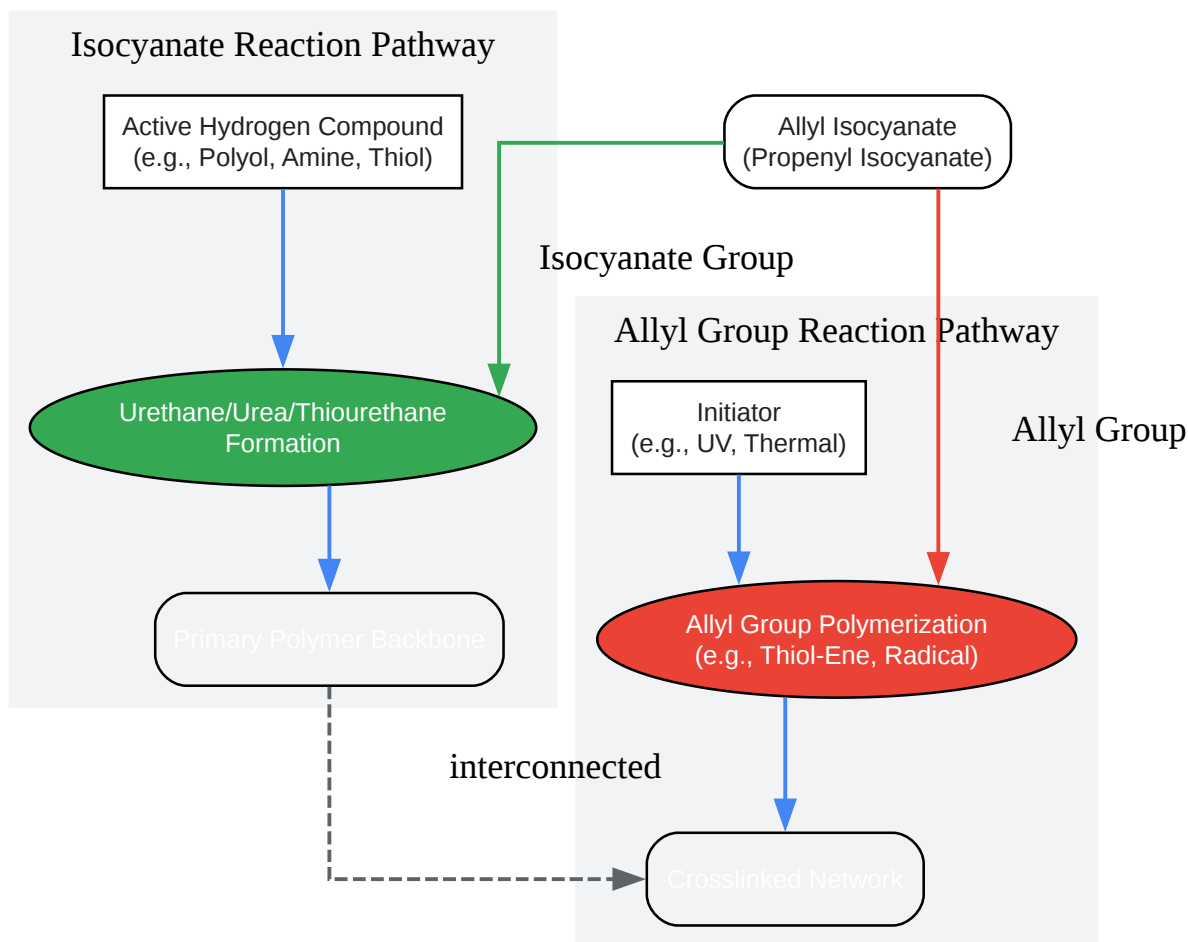 Isocyanate Reaction Pathway
Active Hydrogen Compound
(e.g., Polyol, Amine, Thiol)
Allyl Isocyanate
(Propenyl Isocyanate)
Isocyanate Group
Allyl Group Reaction Pathway
Initiator
(e.g., UV, Thermal)
Allyl Group
Urethane/Urea/Thiourethane
Formation
Primary Polymer Backbone
Allyl Group Polymerization
(e.g., Thiol-Ene, Radical)
interconnected
Crosslinked Network